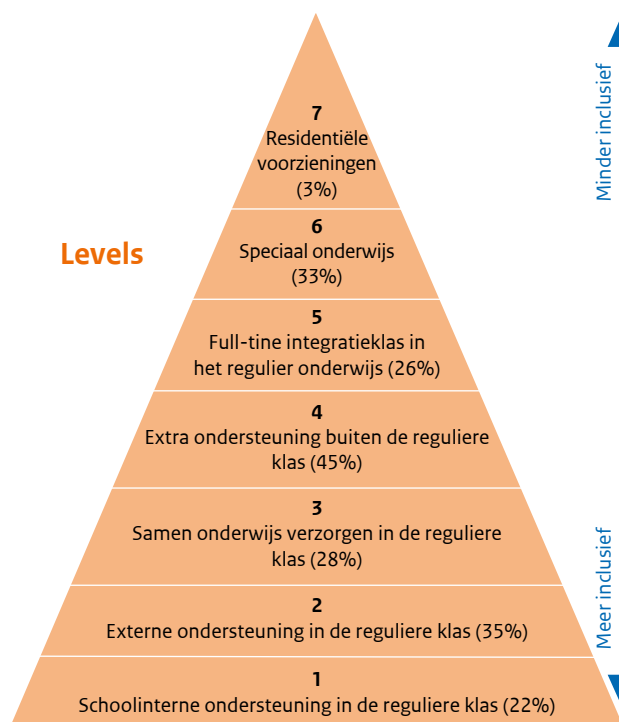 7
Residentiële
voorzieningen
(3%)
Minder inclusief
6
Speciaal onderwijs
(33%)
Levels
5
Full-tine integratieklas in
het regulier onderwijs (26%)
4
Extra ondersteuning buiten de reguliere
klas (45%)
3
Samen onderwijs verzorgen in de reguliere
klas (28%)
Meer inclusief
2
Externe ondersteuning in de reguliere klas (35%)
1
Schoolinterne ondersteuning in de reguliere klas (22%)